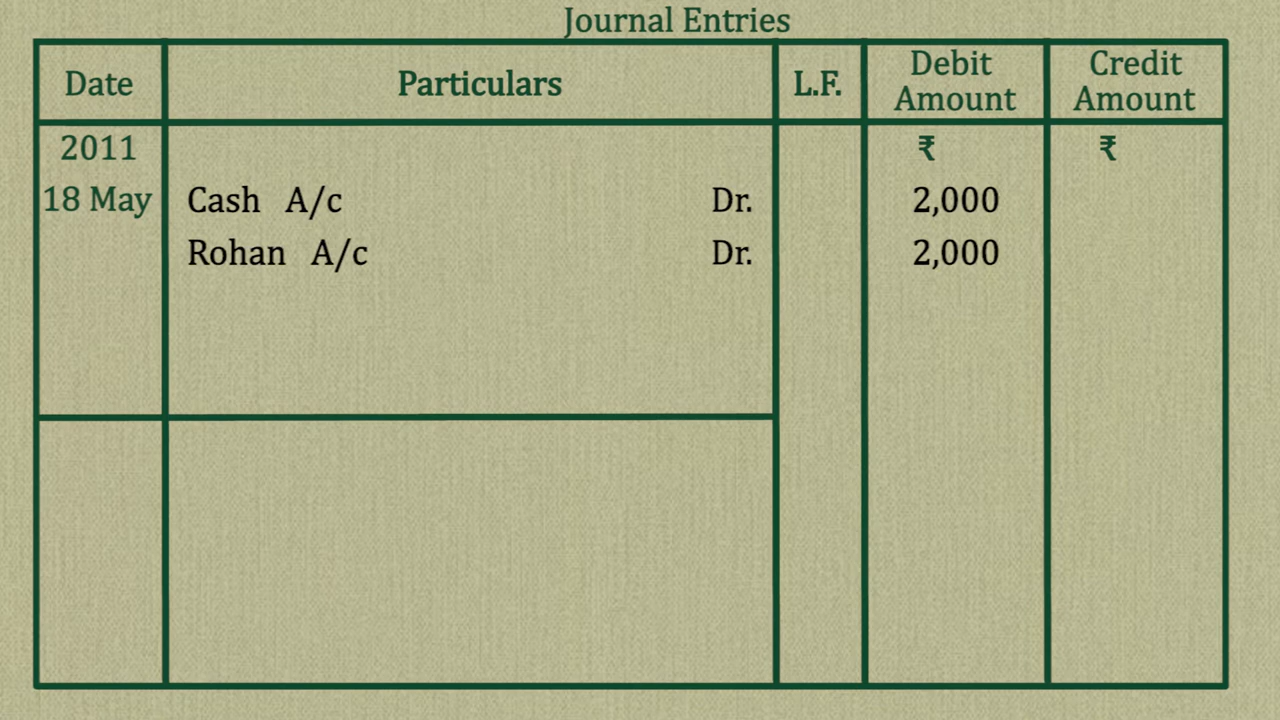 Journal Entries
Date Particulars L.F. Debit Amount Credit Amount
2011 ₹ ₹
18 May Cash A/c Dr. 2,000
Rohan A/c Dr. 2,000